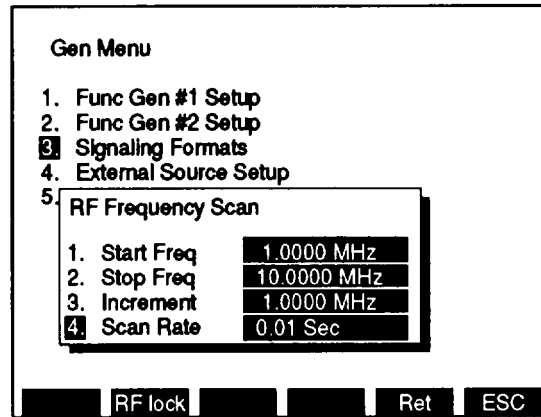 Gen Menu
1. Func Gen #1 Setup
2. Func Gen #2 Setup
3. Signaling Formats
4. External Source Setup
5.
RF Frequency Scan
1. Start Freq 1.0000 MHz
2. Stop Freq 10.0000 MHz
3. Increment 1.0000 MHz
4. Scan Rate 0.01 Sec
RF lock Ret ESC